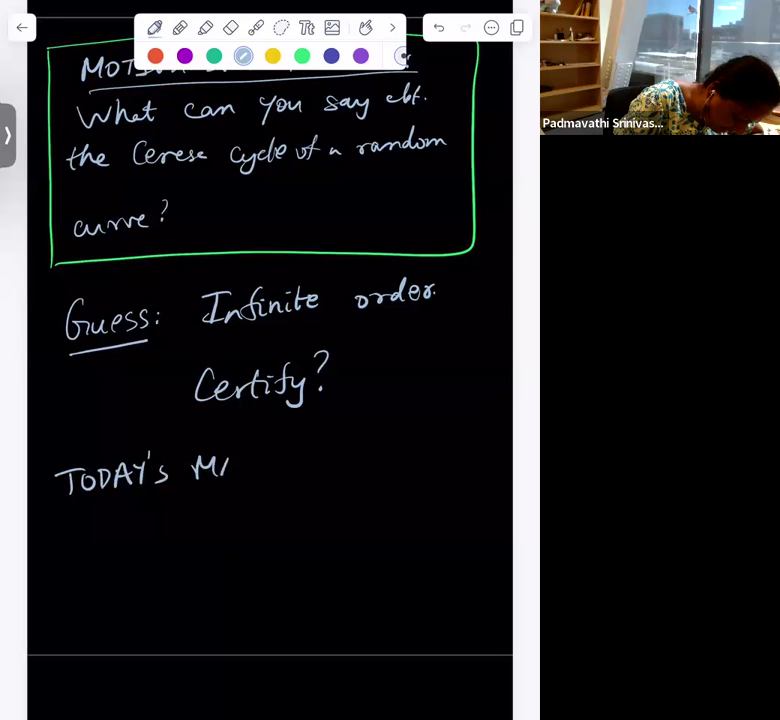 What can you say abt.
the Ceresa cycle of a random
curve?
Guess: Infinite order.
Certify?
TODAY's
Padmavathi Srinivas...